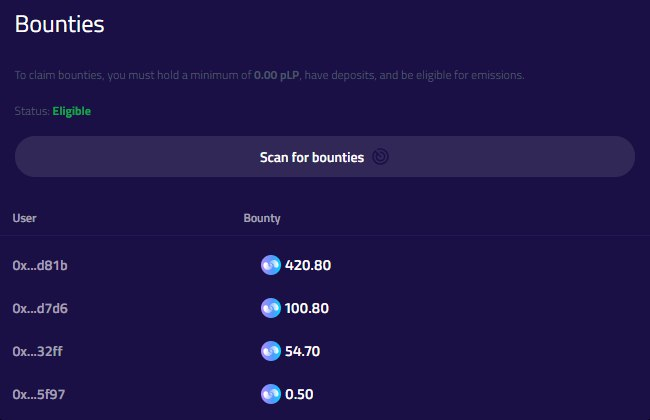 Bounties
To claim bounties, you must hold a minimum of 0.00 pLP, have deposits, and be eligible for emissions.
Status: Eligible
Scan for bounties
User Bounty
0x...d81b 420.80
0x...d7d6 100.80
0x...32ff 54.70
0x...5f97 0.50